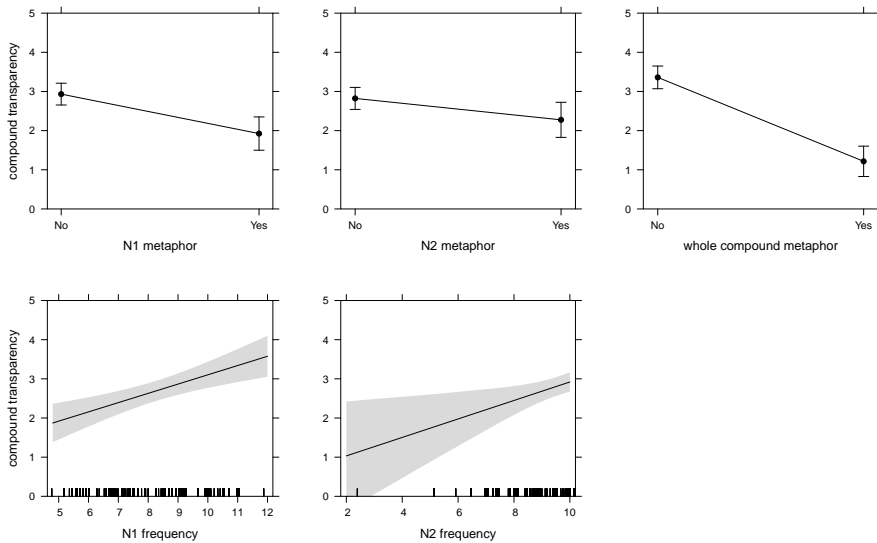 compound transparency
5
4
3
2
1
0
No Yes
N1 metaphor
5
4
3
2
1
0
No Yes
N2 metaphor
5
4
3
2
1
0
No Yes
whole compound metaphor
compound transparency
5
4
3
2
1
0
5 6 7 8 9 10 11 12
N1 frequency
5
4
3
2
1
0
2 4 6 8 10
N2 frequency